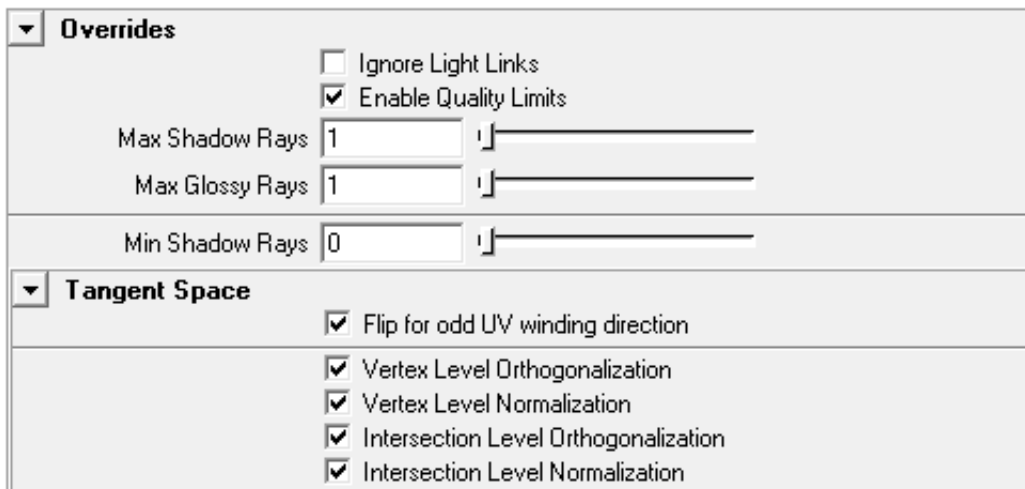 Overrides
Ignore Light Links
Enable Quality Limits
Max Shadow Rays 1
Max Glossy Rays 1
Min Shadow Rays 0
Tangent Space
Flip for odd UV winding direction
Vertex Level Orthogonalization
Vertex Level Normalization
Intersection Level Orthogonalization
Intersection Level Normalization